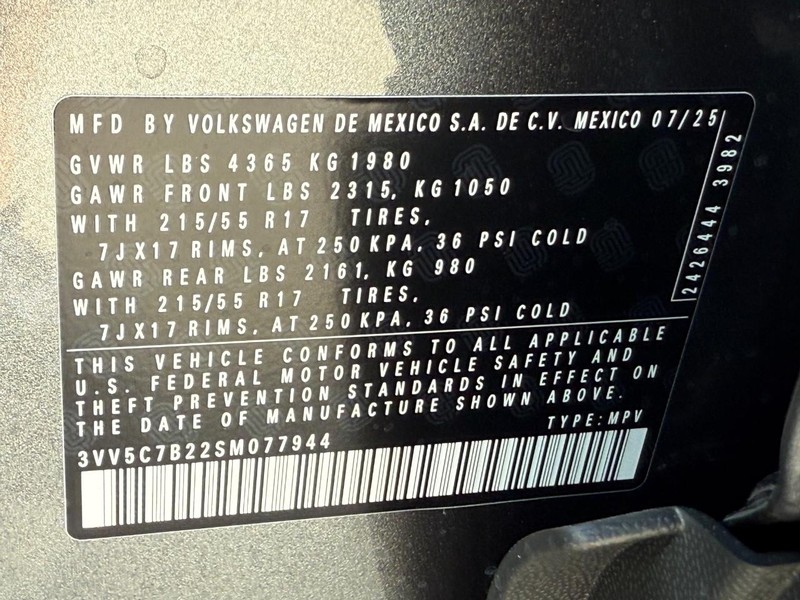 MFD BY VOLKSWAGEN DE MEXICO S.A. DE C.V. MEXICO 07/25
GVWR LBS 4365 KG 1980
GAWR FRONT LBS 2315, KG 1050
WITH 215/55 R17 TIRES,
7JX17 RIMS, AT 250 KPA, 36 PSI COLD
GAWR REAR LBS 2161, KG 980
WITH 215/55 R17 TIRES,
7JX17 RIMS, AT 250 KPA, 36 PSI COLD
2426444 3982
THIS VEHICLE CONFORMS TO ALL APPLICABLE
U.S. FEDERAL MOTOR VEHICLE SAFETY AND
THEFT PREVENTION STANDARDS IN EFFECT ON
THE DATE OF MANUFACTURE SHOWN ABOVE.
TYPE: MPV
3VV5C7B22SM077944